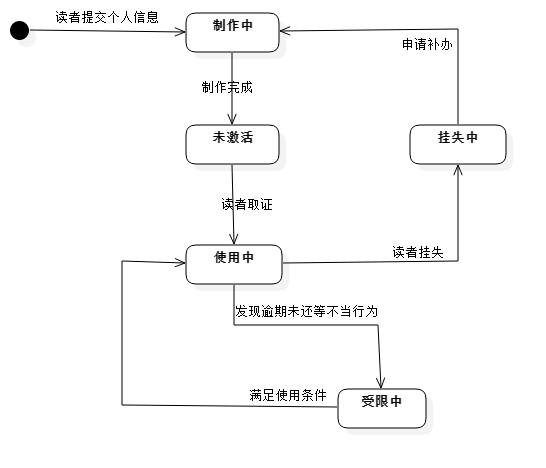 读者提交个人信息
制作中
申请补办
制作完成
未激活
挂失中
读者取证
使用中
读者挂失
发现逾期未还等不当行为
满足使用条件
受限中